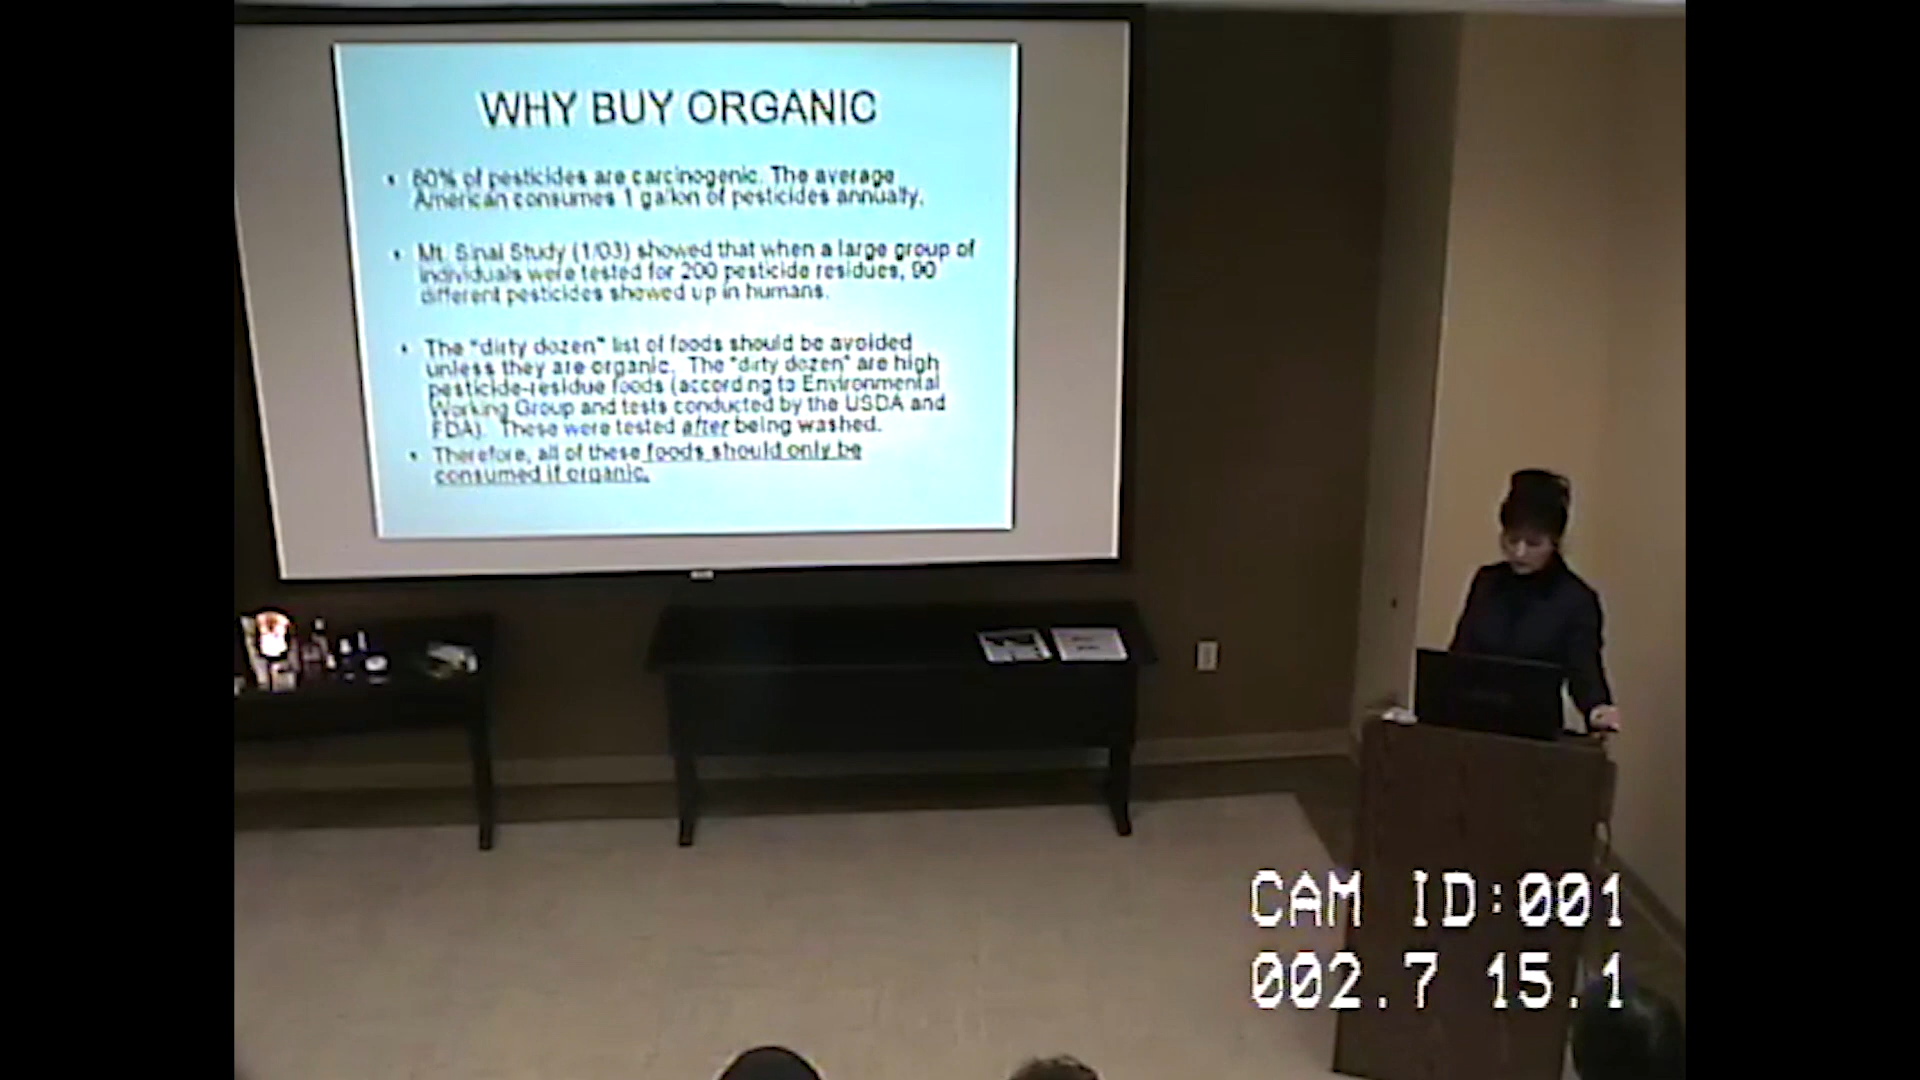 WHY BUY ORGANIC
• 60% of pesticides are carcinogenic. The average
American consumes 1 gallon of pesticides annually.
• Mt. Sinai Study (1/03) showed that when a large group of
individuals were tested for 200 pesticide residues, 90
different pesticides showed up in humans.
• The "dirty dozen" list of foods should be avoided
unless they are organic. The "dirty dozen" are high
pesticide-residue foods (according to Environmental
Working Group and tests conducted by the USDA and
FDA). These were tested after being washed.
• Therefore, all of these foods should only be
consumed if organic.
CAM ID:001
002.7 15.1